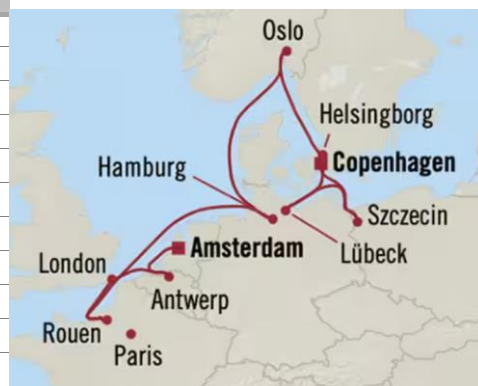 Oslo
Helsingborg
Copenhagen
Hamburg
Szczecin
Lübeck
Amsterdam
London
Antwerp
Rouen
Paris